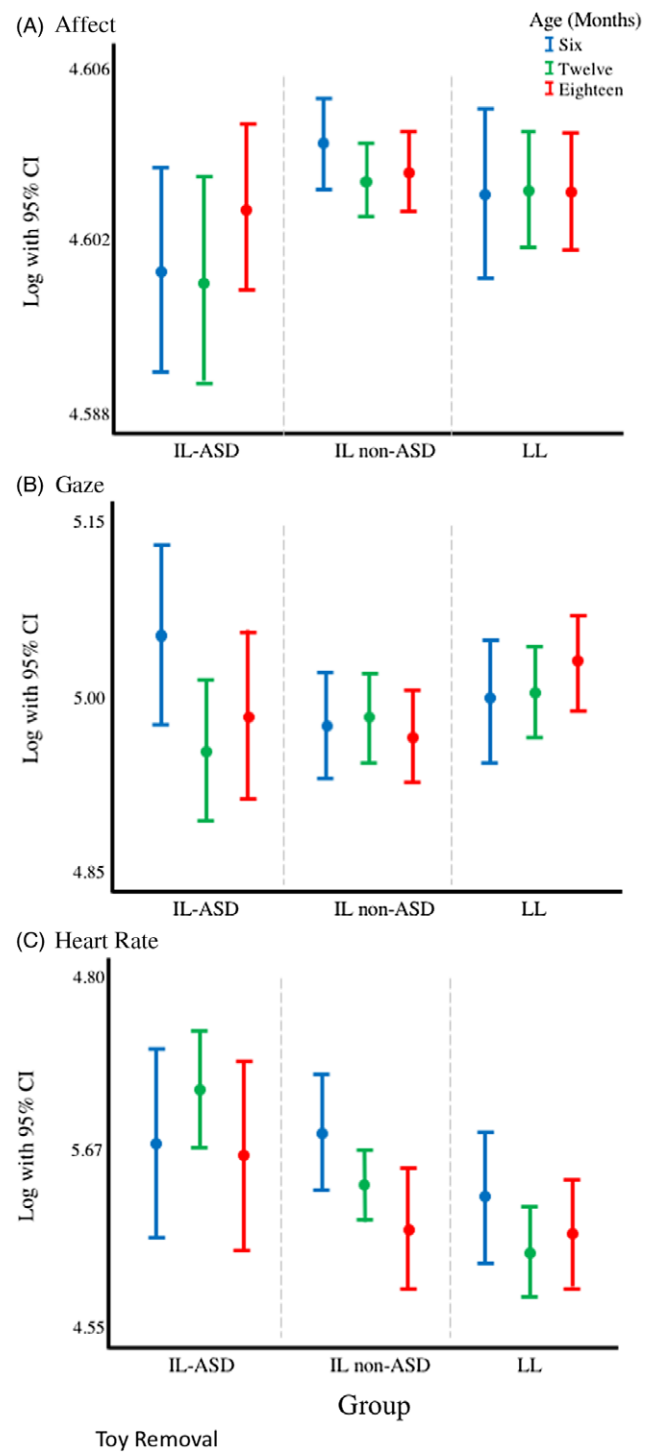 (A) Affect
Age (Months)
Six
Twelve
Eighteen
4.606
4.602
4.588
Log with 95% CI
IL-ASD IL non-ASD LL
(B) Gaze
5.15
5.00
4.85
Log with 95% CI
IL-ASD IL non-ASD LL
(C) Heart Rate
4.80
5.67
4.55
Log with 95% CI
IL-ASD IL non-ASD LL
Group
Toy Removal